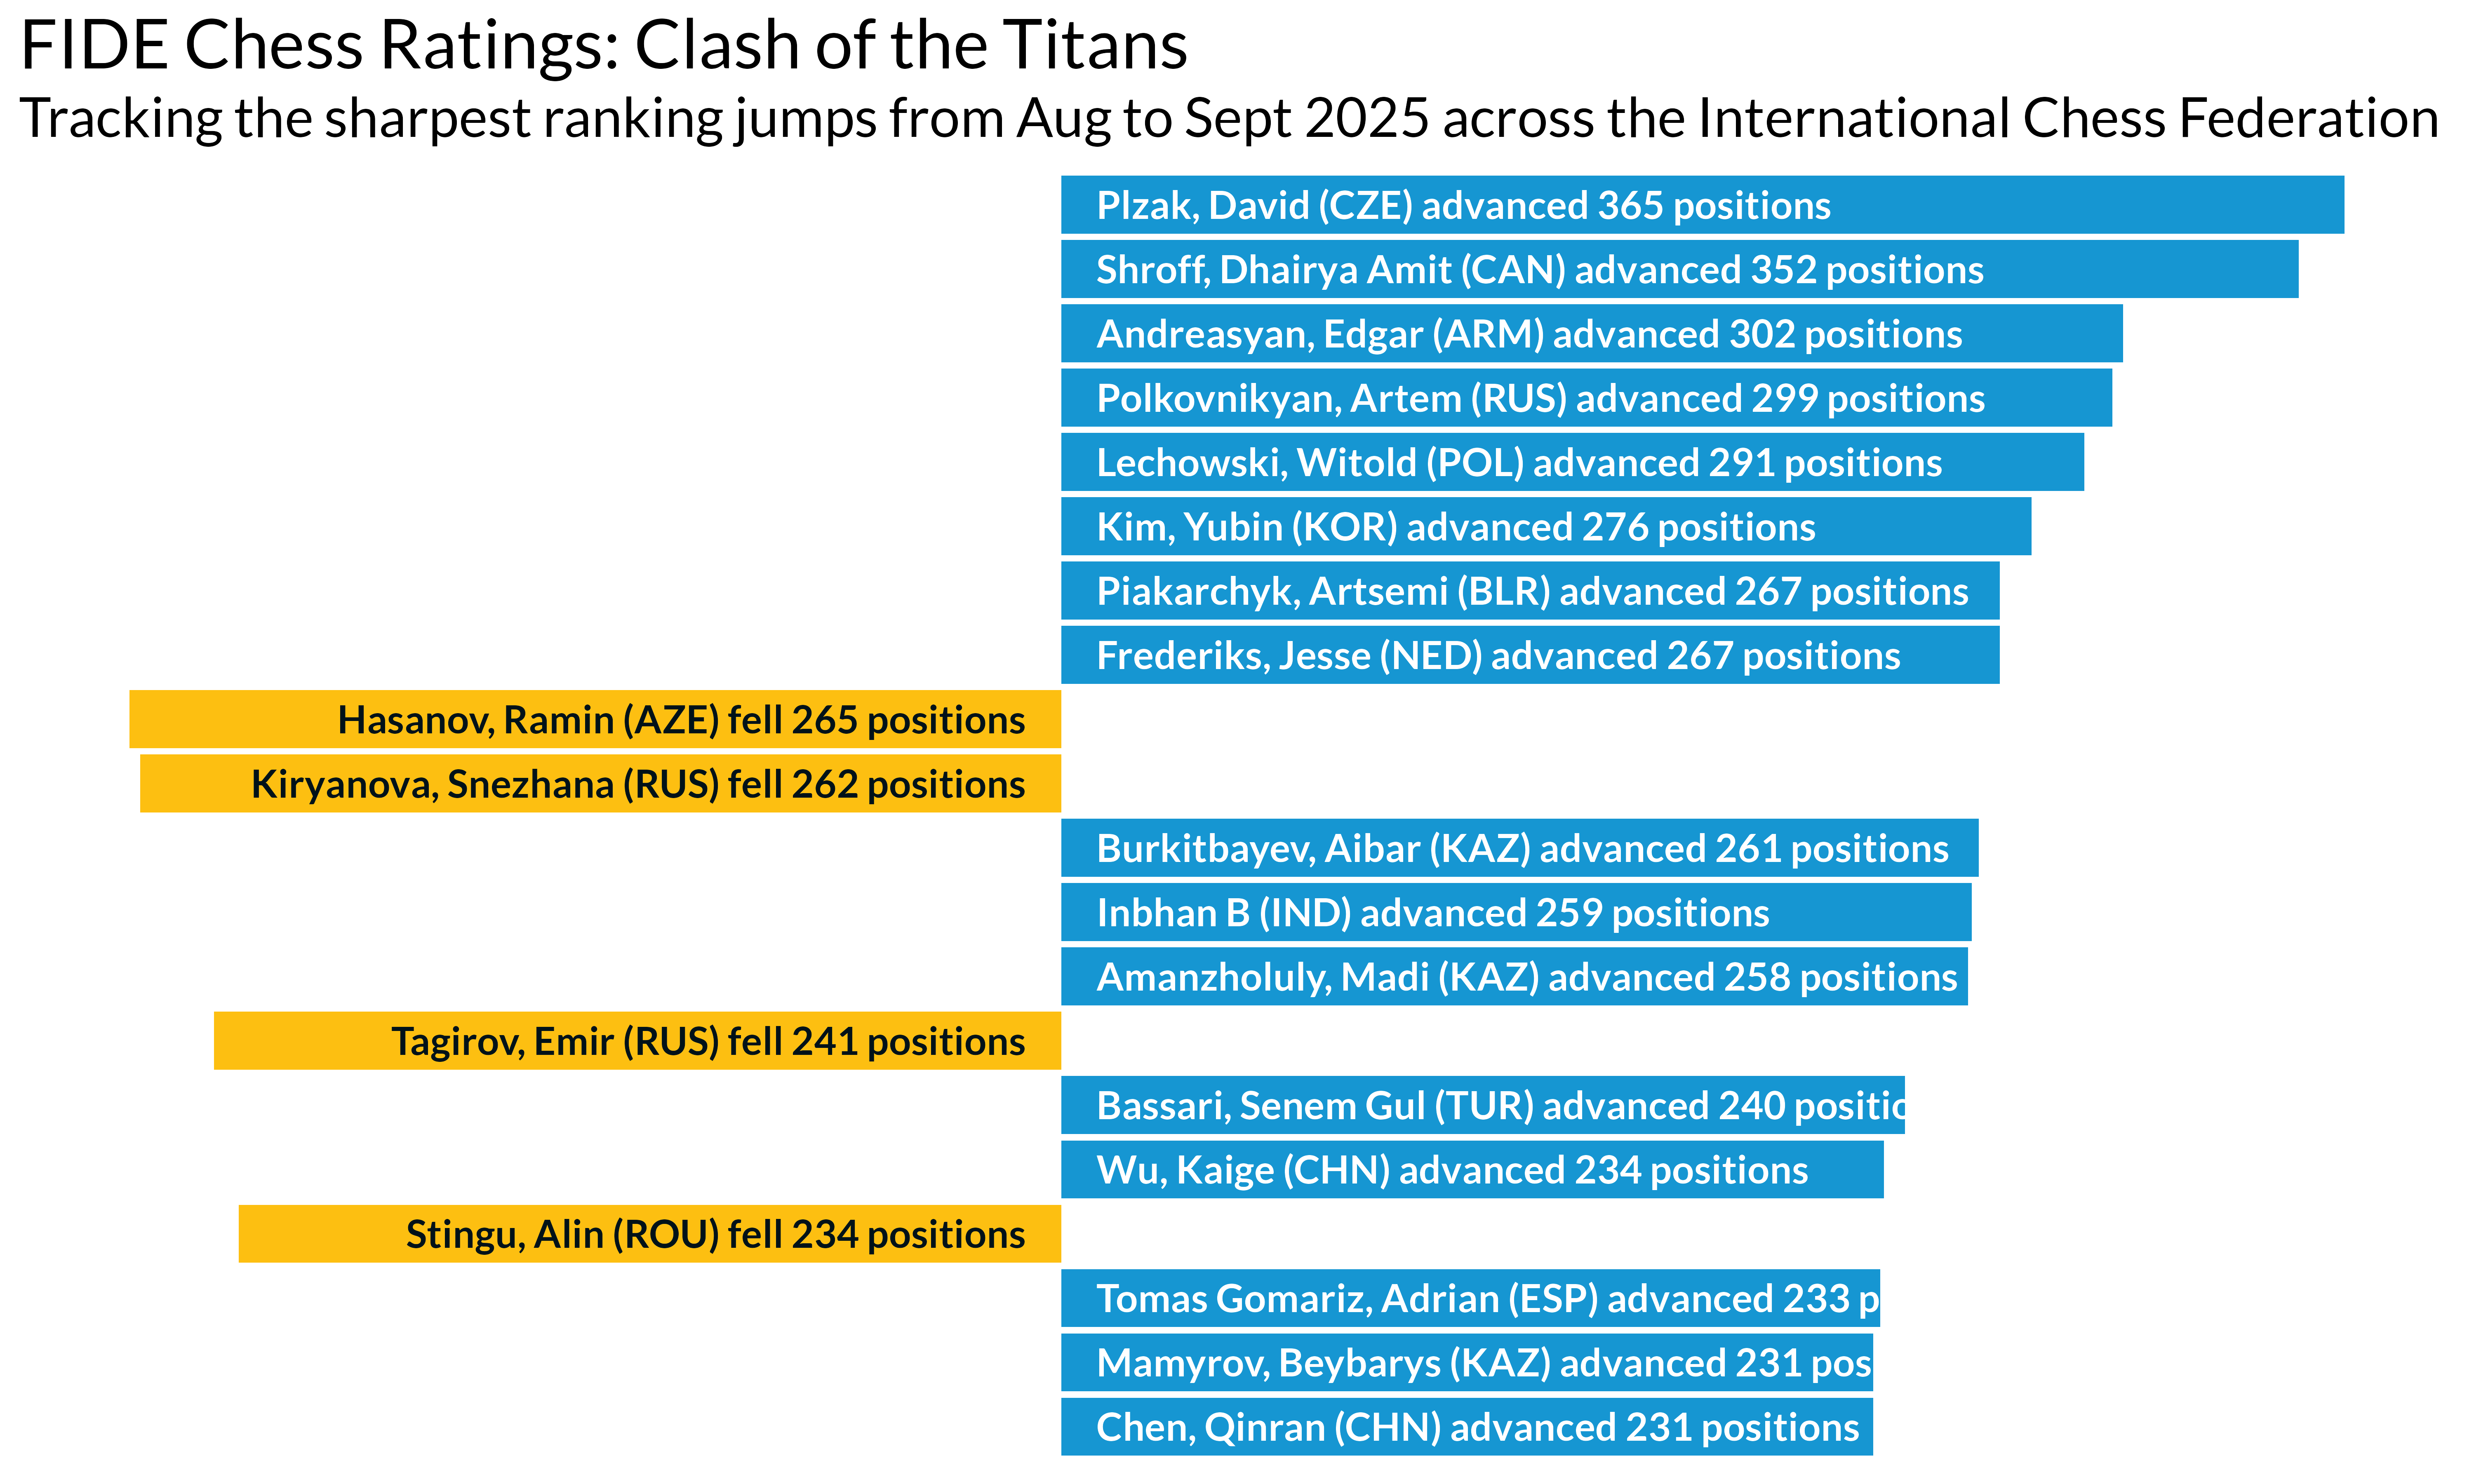 FIDE Chess Ratings: Clash of the Titans
Tracking the sharpest ranking jumps from Aug to Sept 2025 across the International Chess Federation
Plzak, David (CZE) advanced 365 positions
Shroff, Dhairya Amit (CAN) advanced 352 positions
Andreasyan, Edgar (ARM) advanced 302 positions
Polkovnikyan, Artem (RUS) advanced 299 positions
Lechowski, Witold (POL) advanced 291 positions
Kim, Yubin (KOR) advanced 276 positions
Piakarchyk, Artsemi (BLR) advanced 267 positions
Frederiks, Jesse (NED) advanced 267 positions
Hasanov, Ramin (AZE) fell 265 positions
Kiryanova, Snezhana (RUS) fell 262 positions
Burkitbayev, Aibar (KAZ) advanced 261 positions
Inbhan B (IND) advanced 259 positions
Amanzholuly, Madi (KAZ) advanced 258 positions
Tagirov, Emir (RUS) fell 241 positions
Bassari, Senem Gul (TUR) advanced 240 positic
Wu, Kaige (CHN) advanced 234 positions
Stingu, Alin (ROU) fell 234 positions
Tomas Gomariz, Adrian (ESP) advanced 233 p
Mamyrov, Beybarys (KAZ) advanced 231 pos
Chen, Qinran (CHN) advanced 231 positions